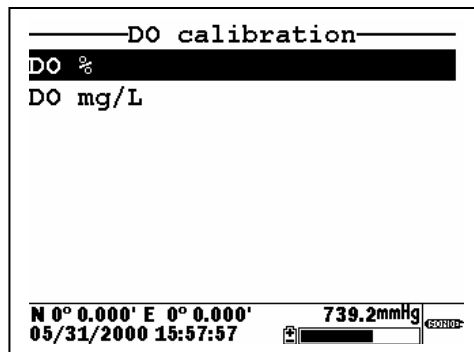 DO calibration
DO %
DO mg/L
N 0° 0.000' E 0° 0.000' 739.2mmHg
05/31/2000 15:57:57
SONDE